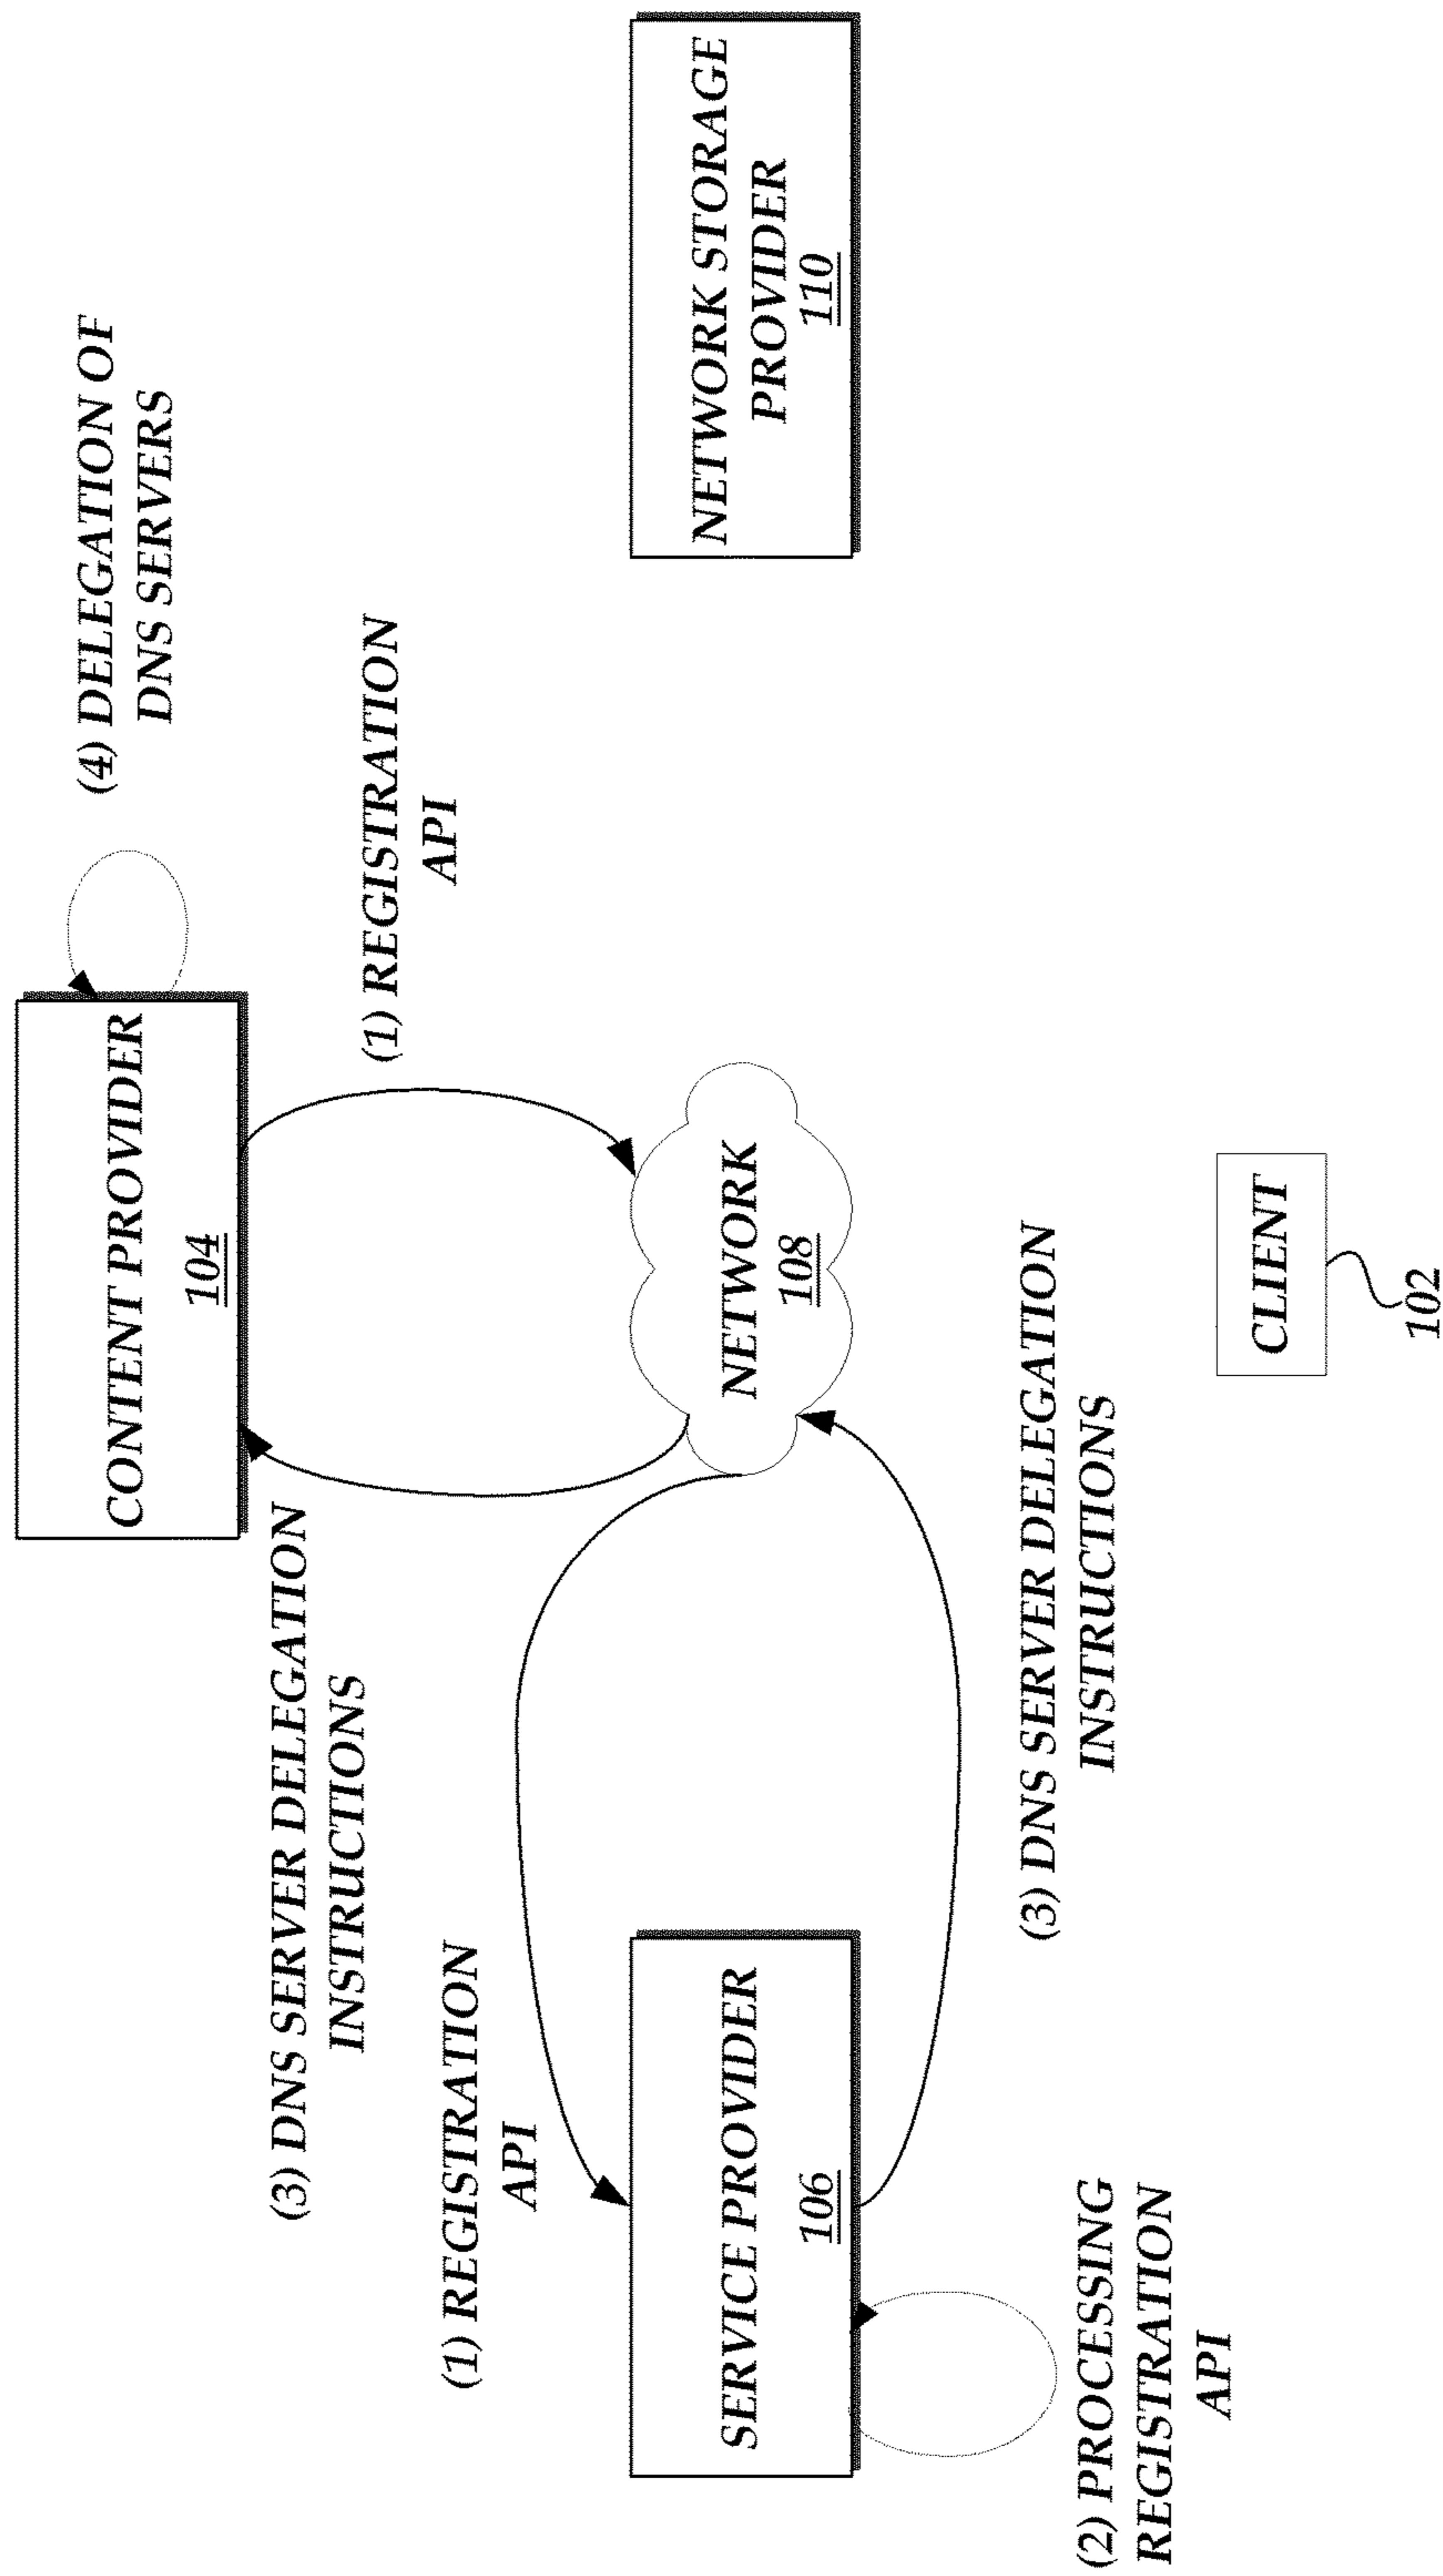 (4) DELEGATION OF
DNS SERVERS
CONTENT PROVIDER
104
(3) DNS SERVER DELEGATION
INSTRUCTIONS
(1) REGISTRATION
API
(1) REGISTRATION
API
SERVICE PROVIDER
106
NETWORK
108
NETWORK STORAGE
PROVIDER
110
(2) PROCESSING
REGISTRATION
API
(3) DNS SERVER DELEGATION
INSTRUCTIONS
CLIENT
102